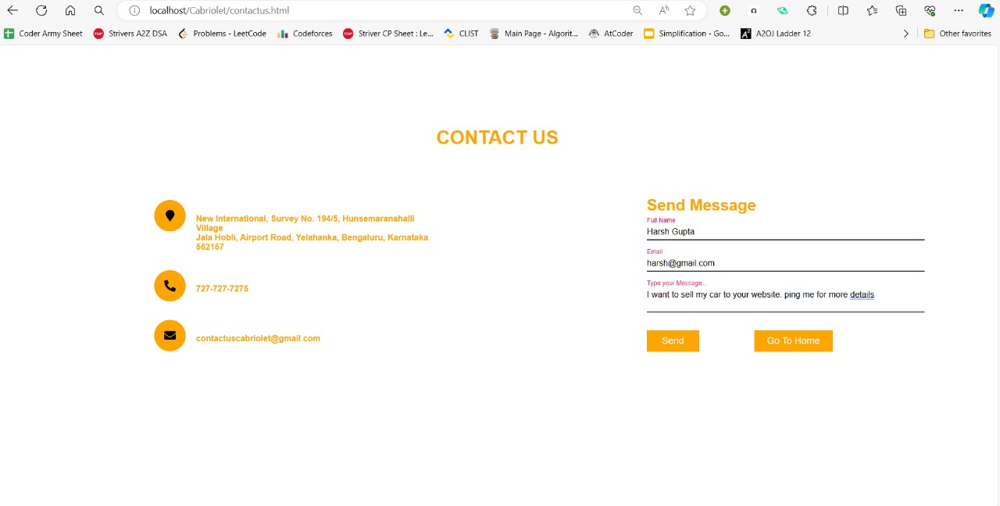 localhost/Cabriolet/contactus.html
Coder Army Sheet
Strivers A2Z DSA
Problems - LeetCode
Codeforces
Striver CP Sheet : Le...
CLIST
Main Page - Algorit...
AtCoder
Simplification - Go...
A2OJ Ladder 12
Other favorites
CONTACT US
New International, Survey No. 194/5, Hunsemaranahalli
Village
Jala Hobli, Airport Road, Yelahanka, Bengaluru, Karnataka
562157
727-727-7275
contactuscabriolet@gmail.com
Send Message
Full Name
Harsh Gupta
Email
harsh@gmail.com
Type your Message...
I want to sell my car to your website. ping me for more details
Send
Go To Home